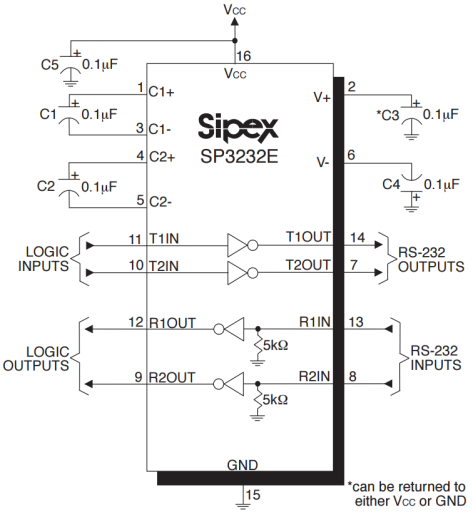 VCC
16
VCC
C5
+
0.1µF
1
C1+
C1
+
0.1µF
3
C1-
4
C2+
C2
+
0.1µF
5
C2-
Sipex
SP3232E
2
V+
*C3
+
0.1µF
6
V-
C4
0.1µF
+
LOGIC
INPUTS
11 T1IN
T1OUT 14
10 T2IN
T2OUT 7
RS-232
OUTPUTS
LOGIC
OUTPUTS
12 R1OUT
R1IN 13
5kΩ
9 R2OUT
R2IN 8
5kΩ
RS-232
INPUTS
GND
15
*can be returned to
either VCC or GND